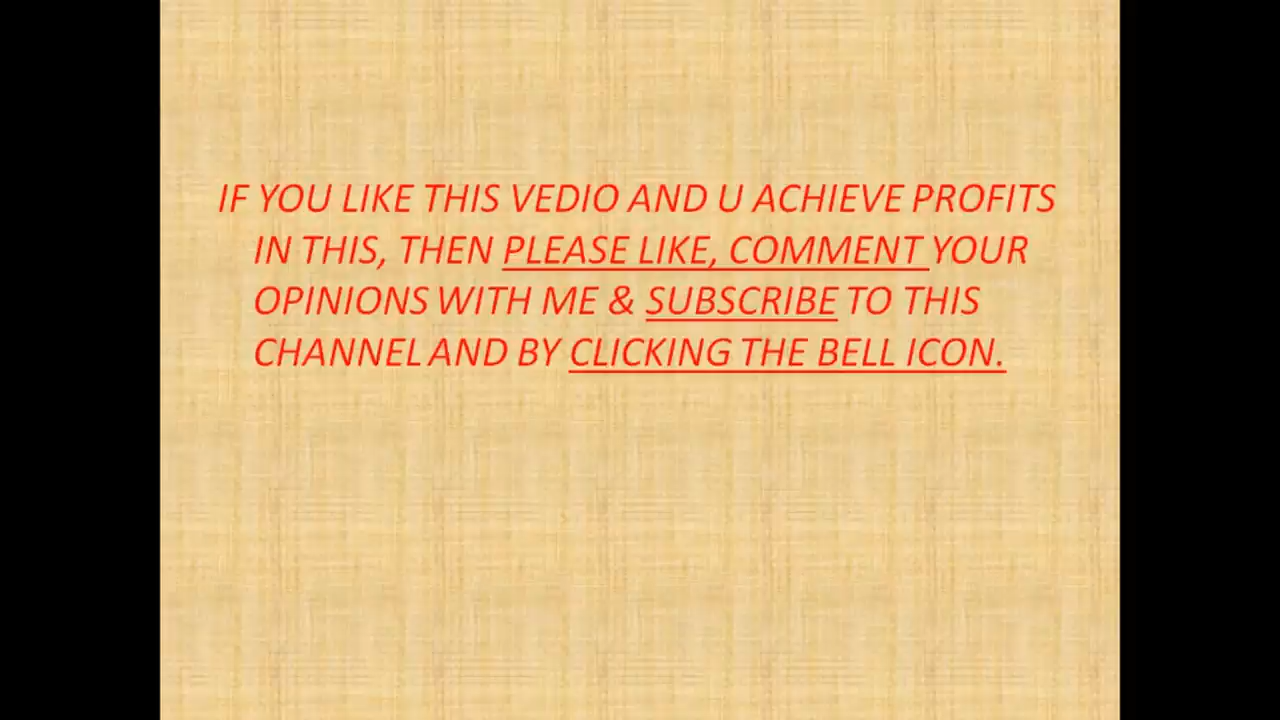 IF YOU LIKE THIS VEDIO AND U ACHIEVE PROFITS
IN THIS, THEN PLEASE LIKE, COMMENT YOUR
OPINIONS WITH ME & SUBSCRIBE TO THIS
CHANNEL AND BY CLICKING THE BELL ICON.